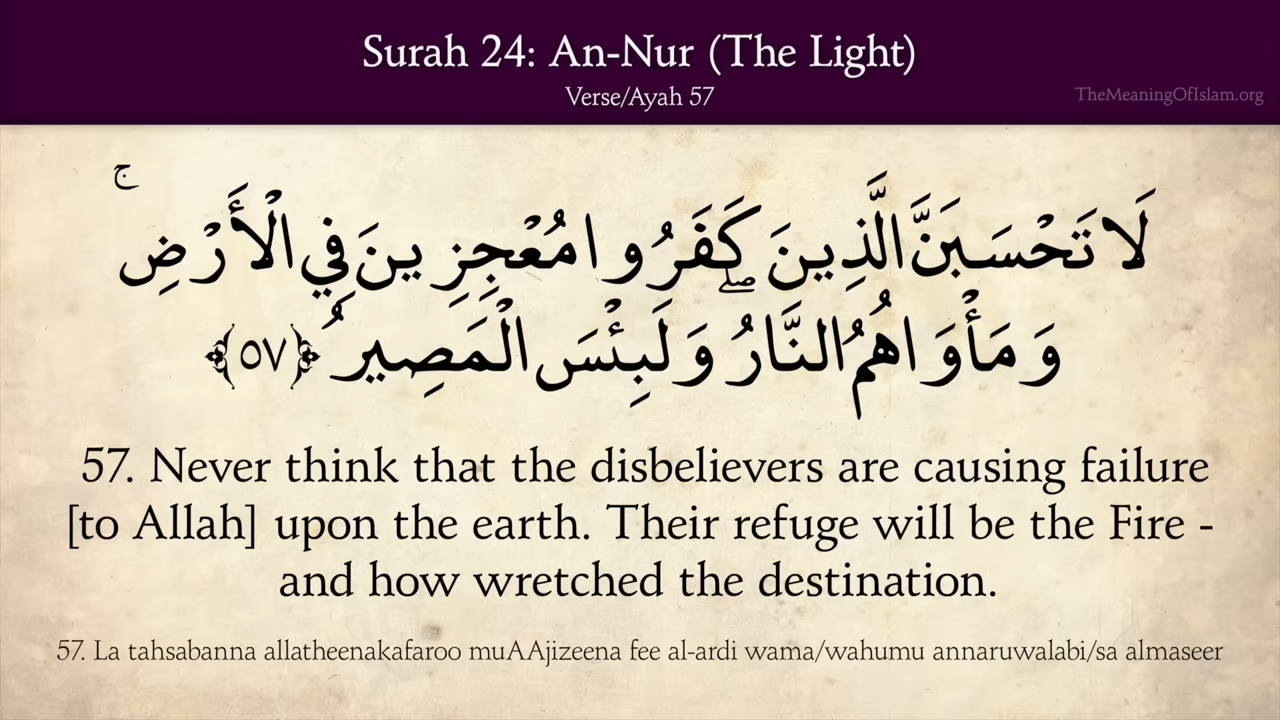 Surah 24: An-Nur (The Light)
Verse/Ayah 57
TheMeaningOfIslam.org
لَا تَحْسَبَنَّ الَّذِينَ كَفَرُوا مُعْجِزِينَ فِي الْأَرْضِ ۚ
وَمَأْوَاهُمُ النَّارُ ۖ وَلَبِئْسَ الْمَصِيرُ ﴿٥٧﴾
57. Never think that the disbelievers are causing failure
[to Allah] upon the earth. Their refuge will be the Fire -
and how wretched the destination.
57. La tahsabanna allatheenakafaroo muAAjizeena fee al-ardi wama/wahumu annaruwalabi/sa almaseer